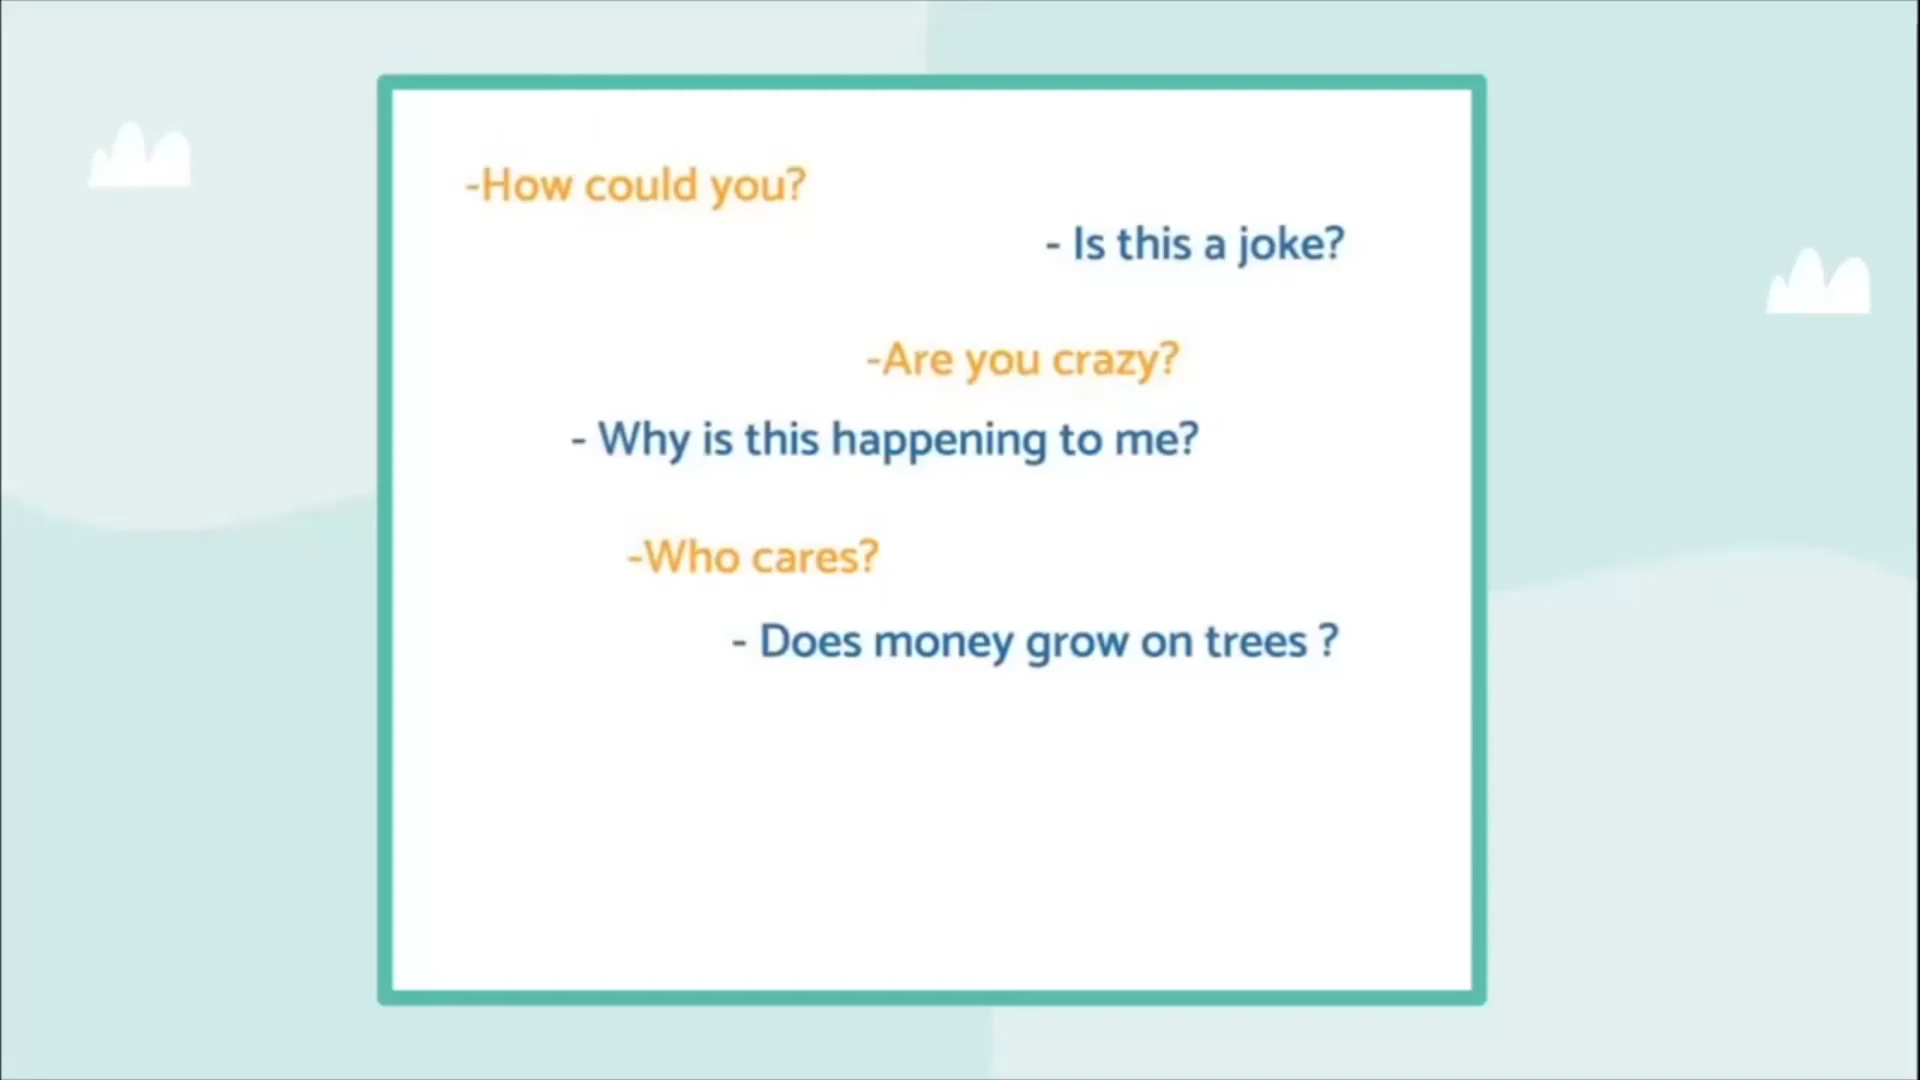 -How could you?
- Is this a joke?
-Are you crazy?
- Why is this happening to me?
-Who cares?
- Does money grow on trees ?